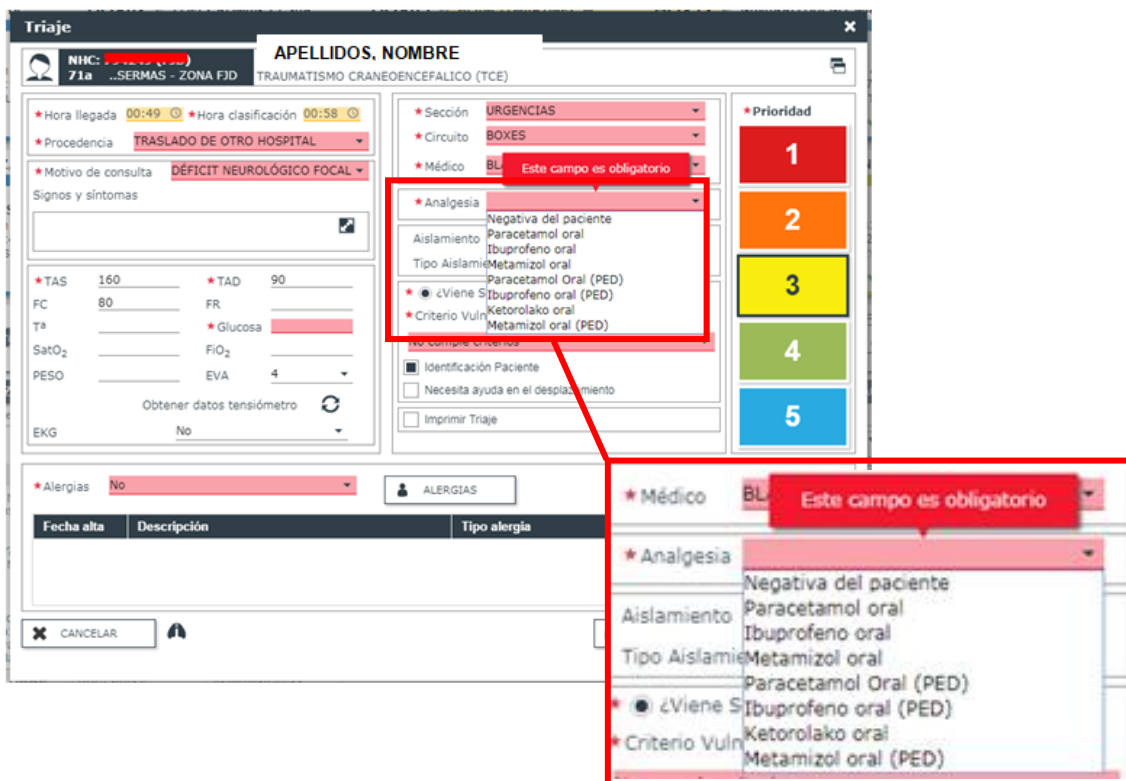 Triaje
NHC:
APELLIDOS, NOMBRE
71a ..SERMAS - ZONA FJD
TRAUMATISMO CRANEOENCEFALICO (TCE)
★Hora llegada 00:49 ★Hora clasificación 00:58
★Procedencia TRASLADO DE OTRO HOSPITAL
★Motivo de consulta DÉFICIT NEUROLÓGICO FOCAL
Signos y síntomas
★TAS 160 ★TAD 90
FC 80 FR
Tª ★Glucosa
SatO₂ FiO₂
PESO EVA 4
Obtener datos tensiómetro
EKG No
★Sección URGENCIAS
★Circuito BOXES
★Médico BL
Este campo es obligatorio
★Analgesia
Negativa del paciente
Paracetamol oral
Ibuprofeno oral
Metamizol oral
Paracetamol Oral (PED)
Ibuprofeno oral (PED)
Ketorolako oral
Metamizol oral (PED)
Aislamiento
Tipo Aislamie
★ ¿Viene S
★Criterio Vuln
No cumple criterios
Identificación Paciente
Necesita ayuda en el desplazamiento
Imprimir Triaje
★Prioridad
1
2
3
4
5
★Alergias No
ALERGIAS
Fecha alta Descripción Tipo alergia
CANCELAR
★Médico BL
Este campo es obligatorio
★Analgesia
Negativa del paciente
Paracetamol oral
Ibuprofeno oral
Metamizol oral
Paracetamol Oral (PED)
Ibuprofeno oral (PED)
Ketorolako oral
Metamizol oral (PED)
Aislamiento
Tipo Aislamie
★ ¿Viene S
★Criterio Vuln